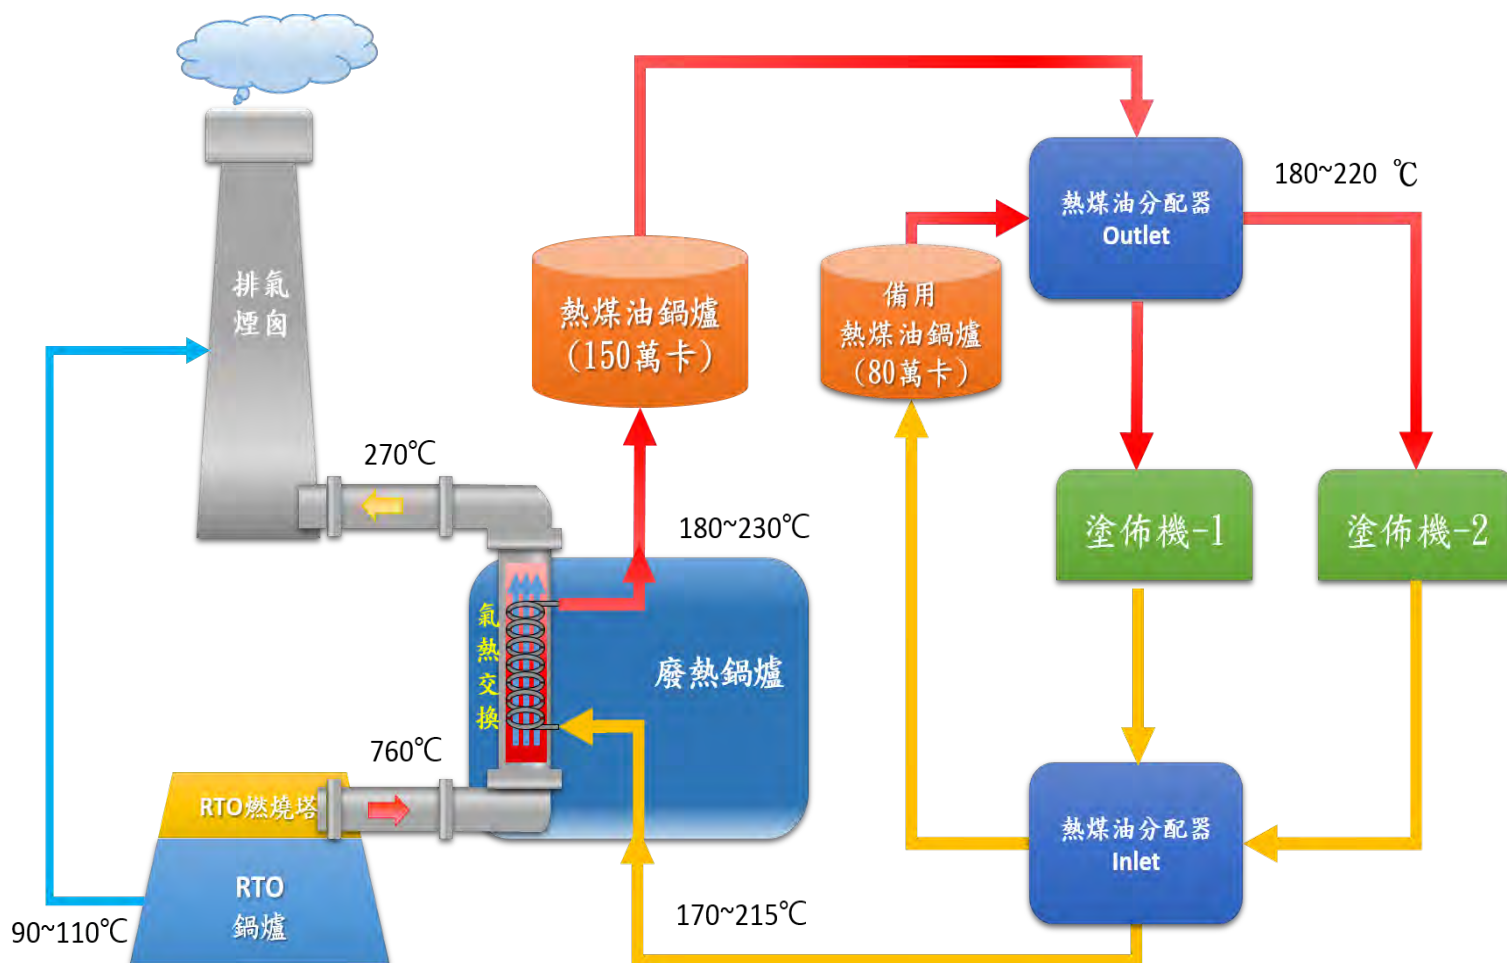 180~220 ℃
熱煤油分配器
Outlet
排氣
煙囪
備用
熱煤油鍋爐
(80萬卡)
熱煤油鍋爐
(150萬卡)
270℃
180~230℃
塗佈機-1
塗佈機-2
氣熱交換
廢熱鍋爐
760℃
RTO燃燒塔
熱煤油分配器
Inlet
RTO
鍋爐
170~215℃
90~110℃